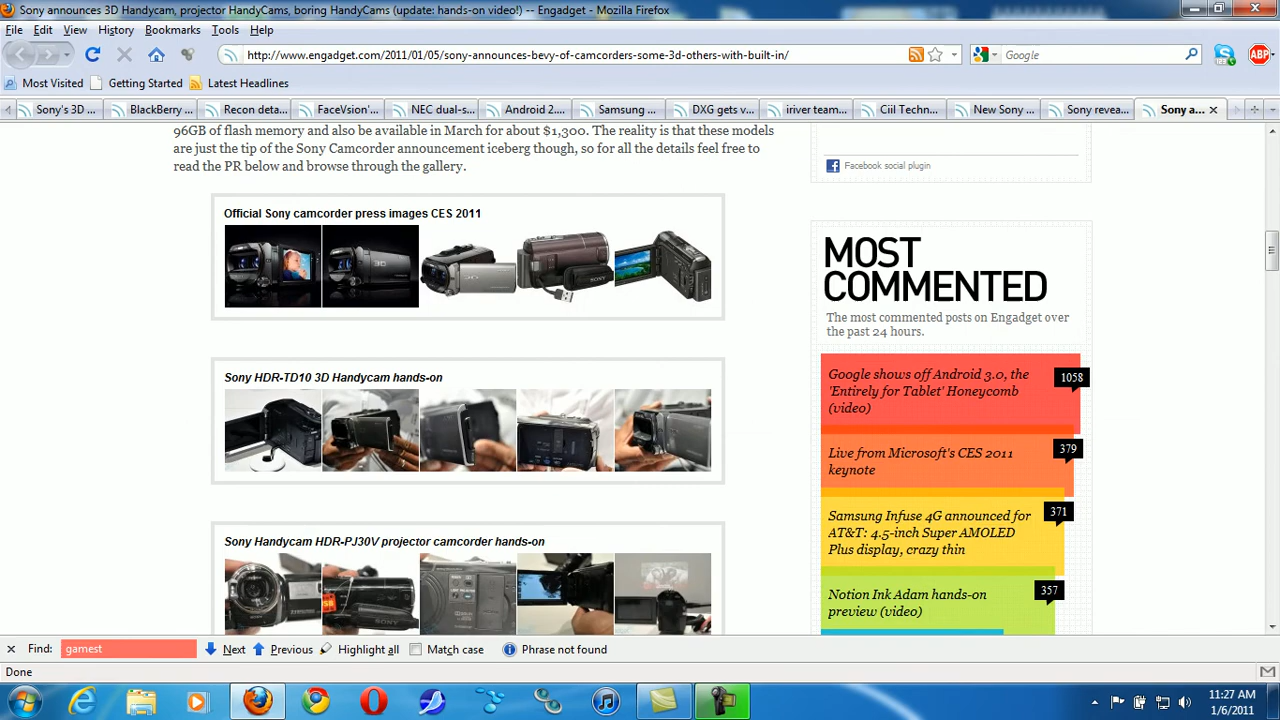 Sony announces 3D Handycam, projector HandyCams, boring HandyCams (update: hands-on video!) -- Engadget - Mozilla Firefox
File Edit View History Bookmarks Tools Help
http://www.engadget.com/2011/01/05/sony-announces-bevy-of-camcorders-some-3d-others-with-built-in/
Google
ABP
Most Visited Getting Started Latest Headlines
Sony's 3D ... BlackBerry ... Recon deta... FaceVsion'... NEC dual-s... Android 2.... Samsung ... DXG gets v... iriver team... Ciil Techn... New Sony ... Sony revea... Sony a...
96GB of flash memory and also be available in March for about $1,300. The reality is that these models
are just the tip of the Sony Camcorder announcement iceberg though, so for all the details feel free to
read the PR below and browse through the gallery.
Facebook social plugin
Official Sony camcorder press images CES 2011
3D
SONY
MOST
COMMENTED
The most commented posts on Engadget over
the past 24 hours.
Sony HDR-TD10 3D Handycam hands-on
Google shows off Android 3.0, the
'Entirely for Tablet' Honeycomb
(video)
1058
Live from Microsoft's CES 2011
keynote
379
Samsung Infuse 4G announced for
AT&T: 4.5-inch Super AMOLED
Plus display, crazy thin
371
Sony Handycam HDR-PJ30V projector camcorder hands-on
SONY
Notion Ink Adam hands-on
preview (video)
357
Find: gamest Next Previous Highlight all Match case Phrase not found
Done
11:27 AM
1/6/2011